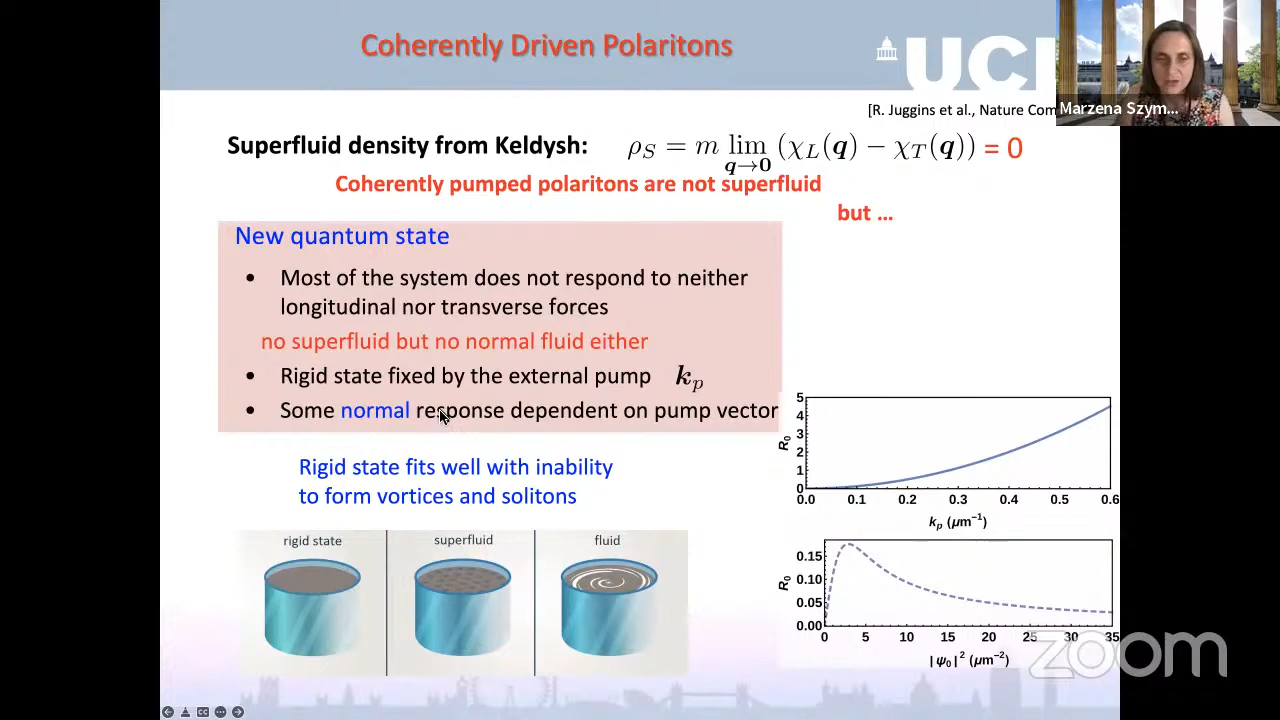 Coherently Driven Polaritons
UCL
[R. Juggins et al., Nature Com
Marzena Szym...
Superfluid density from Keldysh: ρ_S = m lim_{q→0} (χ_L(q) − χ_T(q)) = 0
Coherently pumped polaritons are not superfluid
but ...
New quantum state
• Most of the system does not respond to neither
longitudinal nor transverse forces
no superfluid but no normal fluid either
• Rigid state fixed by the external pump k_p
• Some normal response dependent on pump vector
Rigid state fits well with inability
to form vortices and solitons
rigid state
superfluid
fluid
5
4
3
2
1
0
R₀
0.0 0.1 0.2 0.3 0.4 0.5 0.6
k_p (μm⁻¹)
0.15
0.10
0.05
0.00
R₀
0 5 10 15 20 25 30 35
|ψ₀|² (μm⁻²)
zoom